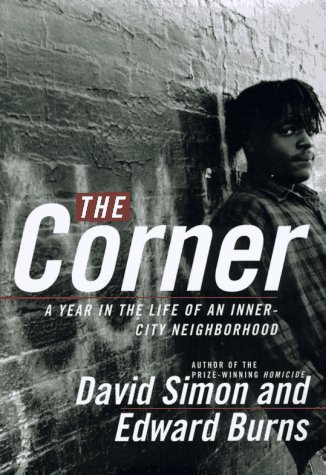 THE
Corner
A YEAR IN THE LIFE OF AN INNER-
CITY NEIGHBORHOOD
AUTHOR OF THE
PRIZE-WINNING HOMICIDE
David Simon and
Edward Burns